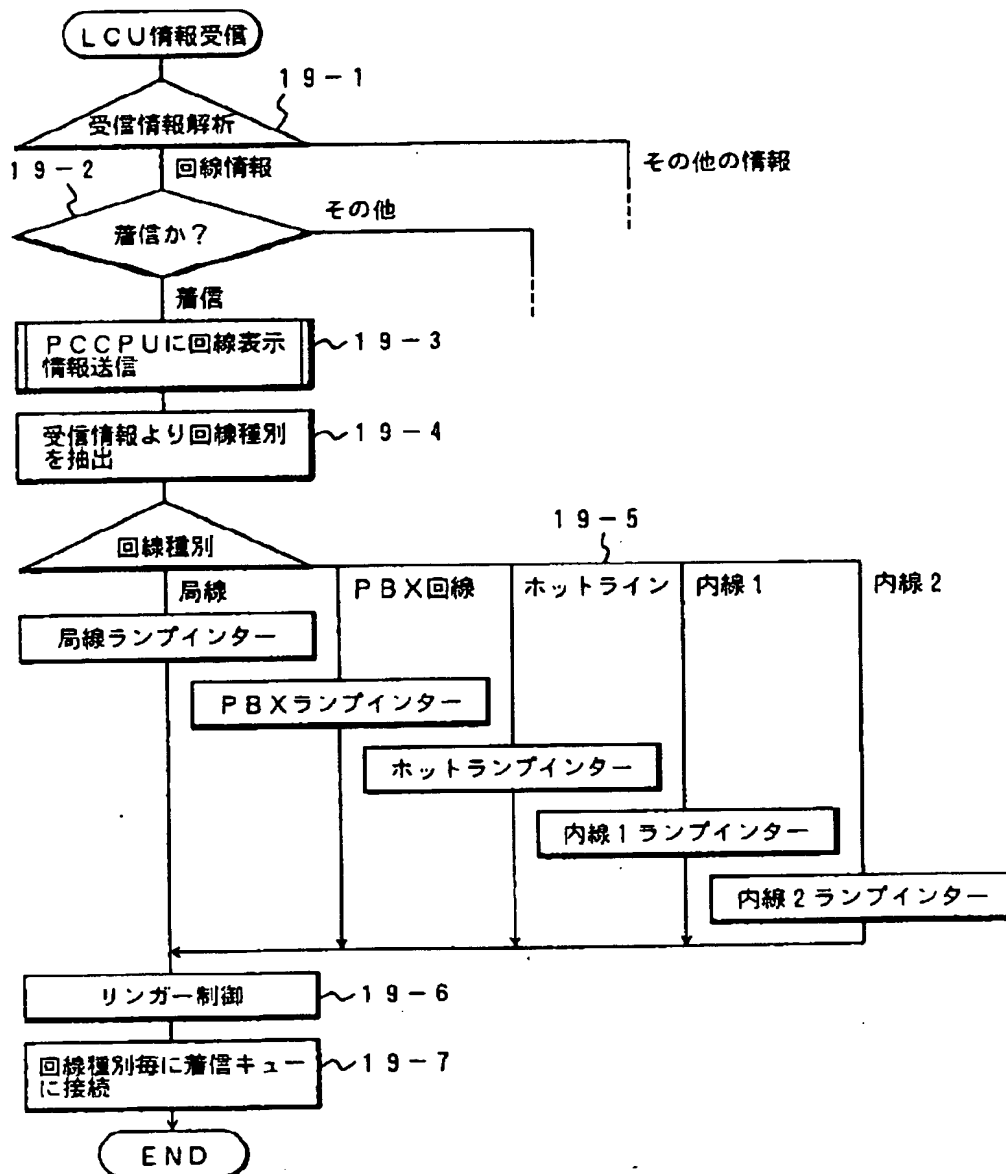 LCU情報受信
19-1
受信情報解析
その他の情報
19-2
回線情報
その他
着信か?
着信
PCCPUに回線表示
情報送信
19-3
受信情報より回線種別
を抽出
19-4
19-5
回線種別
局線
PBX回線
ホットライン
内線1
内線2
局線ランプインター
PBXランプインター
ホットランプインター
内線1ランプインター
内線2ランプインター
リンガー制御
19-6
回線種別毎に着信キュー
に接続
19-7
END